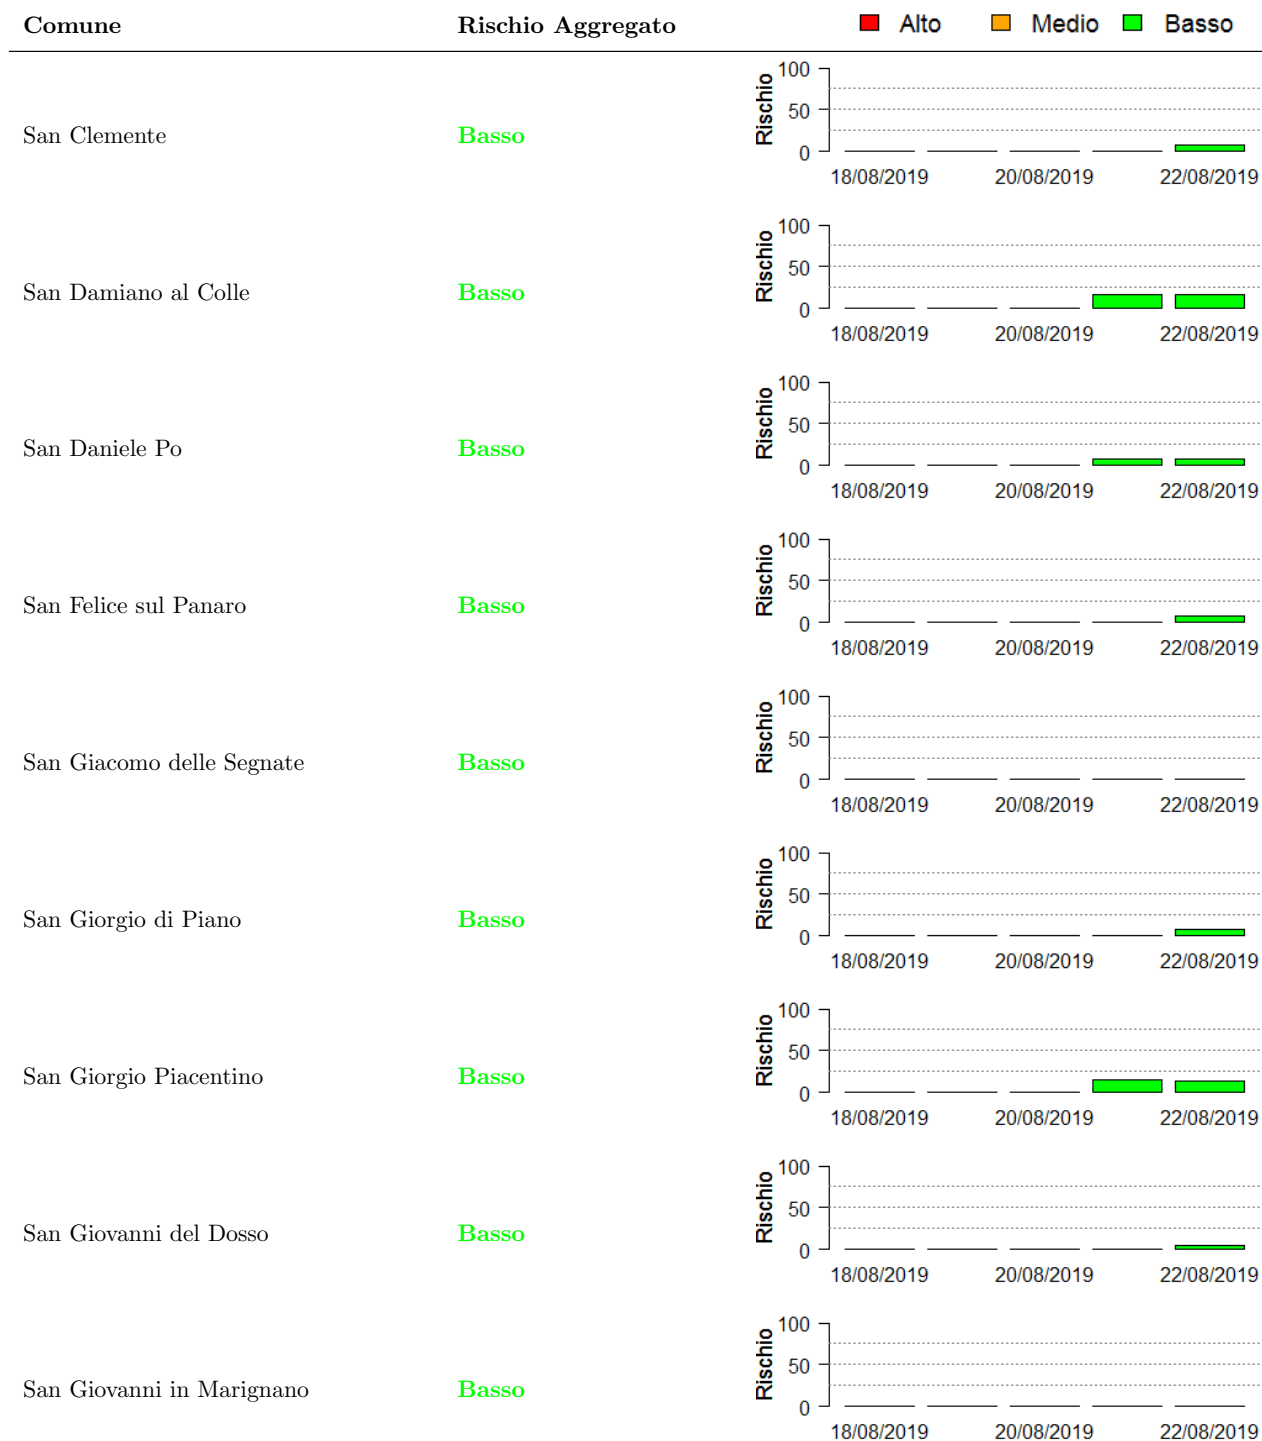 Comune Rischio Aggregato Alto Medio Basso
100
Rischio
50
San Clemente Basso
0
18/08/2019 20/08/2019 22/08/2019
100
Rischio
50
San Damiano al Colle Basso
0
18/08/2019 20/08/2019 22/08/2019
100
Rischio
50
San Daniele Po Basso
0
18/08/2019 20/08/2019 22/08/2019
100
Rischio
50
San Felice sul Panaro Basso
0
18/08/2019 20/08/2019 22/08/2019
100
Rischio
50
San Giacomo delle Segnate Basso
0
18/08/2019 20/08/2019 22/08/2019
100
Rischio
50
San Giorgio di Piano Basso
0
18/08/2019 20/08/2019 22/08/2019
100
Rischio
50
San Giorgio Piacentino Basso
0
18/08/2019 20/08/2019 22/08/2019
100
Rischio
50
San Giovanni del Dosso Basso
0
18/08/2019 20/08/2019 22/08/2019
100
Rischio
50
San Giovanni in Marignano Basso
0
18/08/2019 20/08/2019 22/08/2019